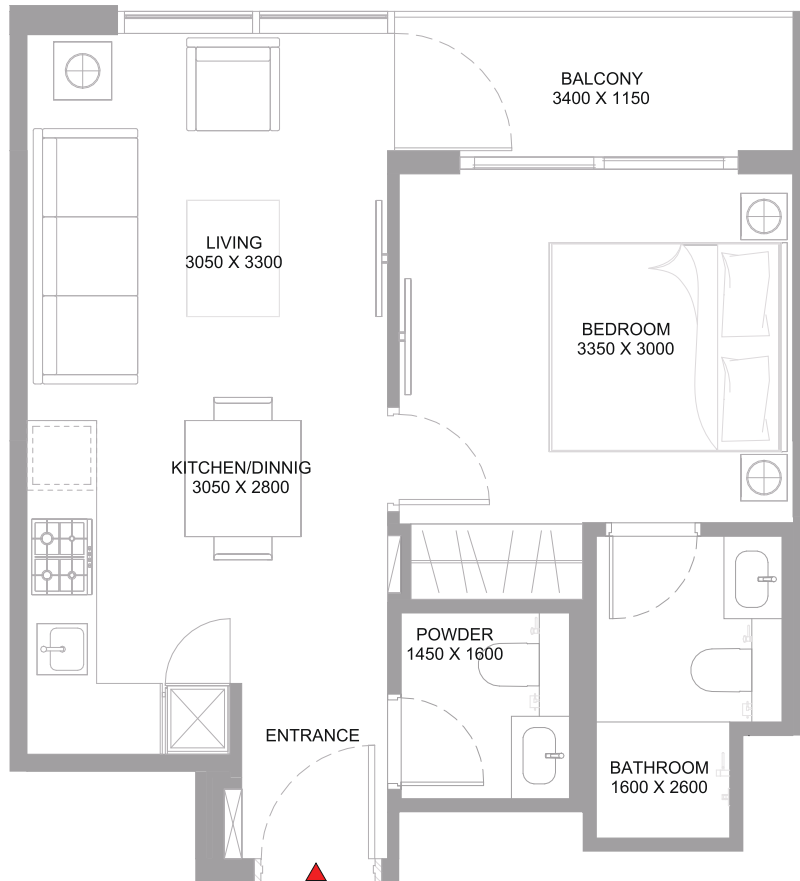 BALCONY
3400 X 1150
LIVING
3050 X 3300
BEDROOM
3350 X 3000
KITCHEN/DINNIG
3050 X 2800
POWDER
1450 X 1600
ENTRANCE
BATHROOM
1600 X 2600